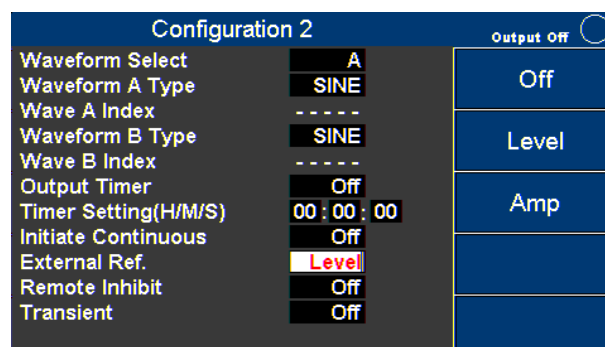 Configuration 2
Output Off
Waveform Select A
Waveform A Type SINE
Wave A Index - - - - -
Waveform B Type SINE
Wave B Index - - - - -
Output Timer Off
Timer Setting(H/M/S) 00 : 00 : 00
Initiate Continuous Off
External Ref. Level
Remote Inhibit Off
Transient Off
Off
Level
Amp